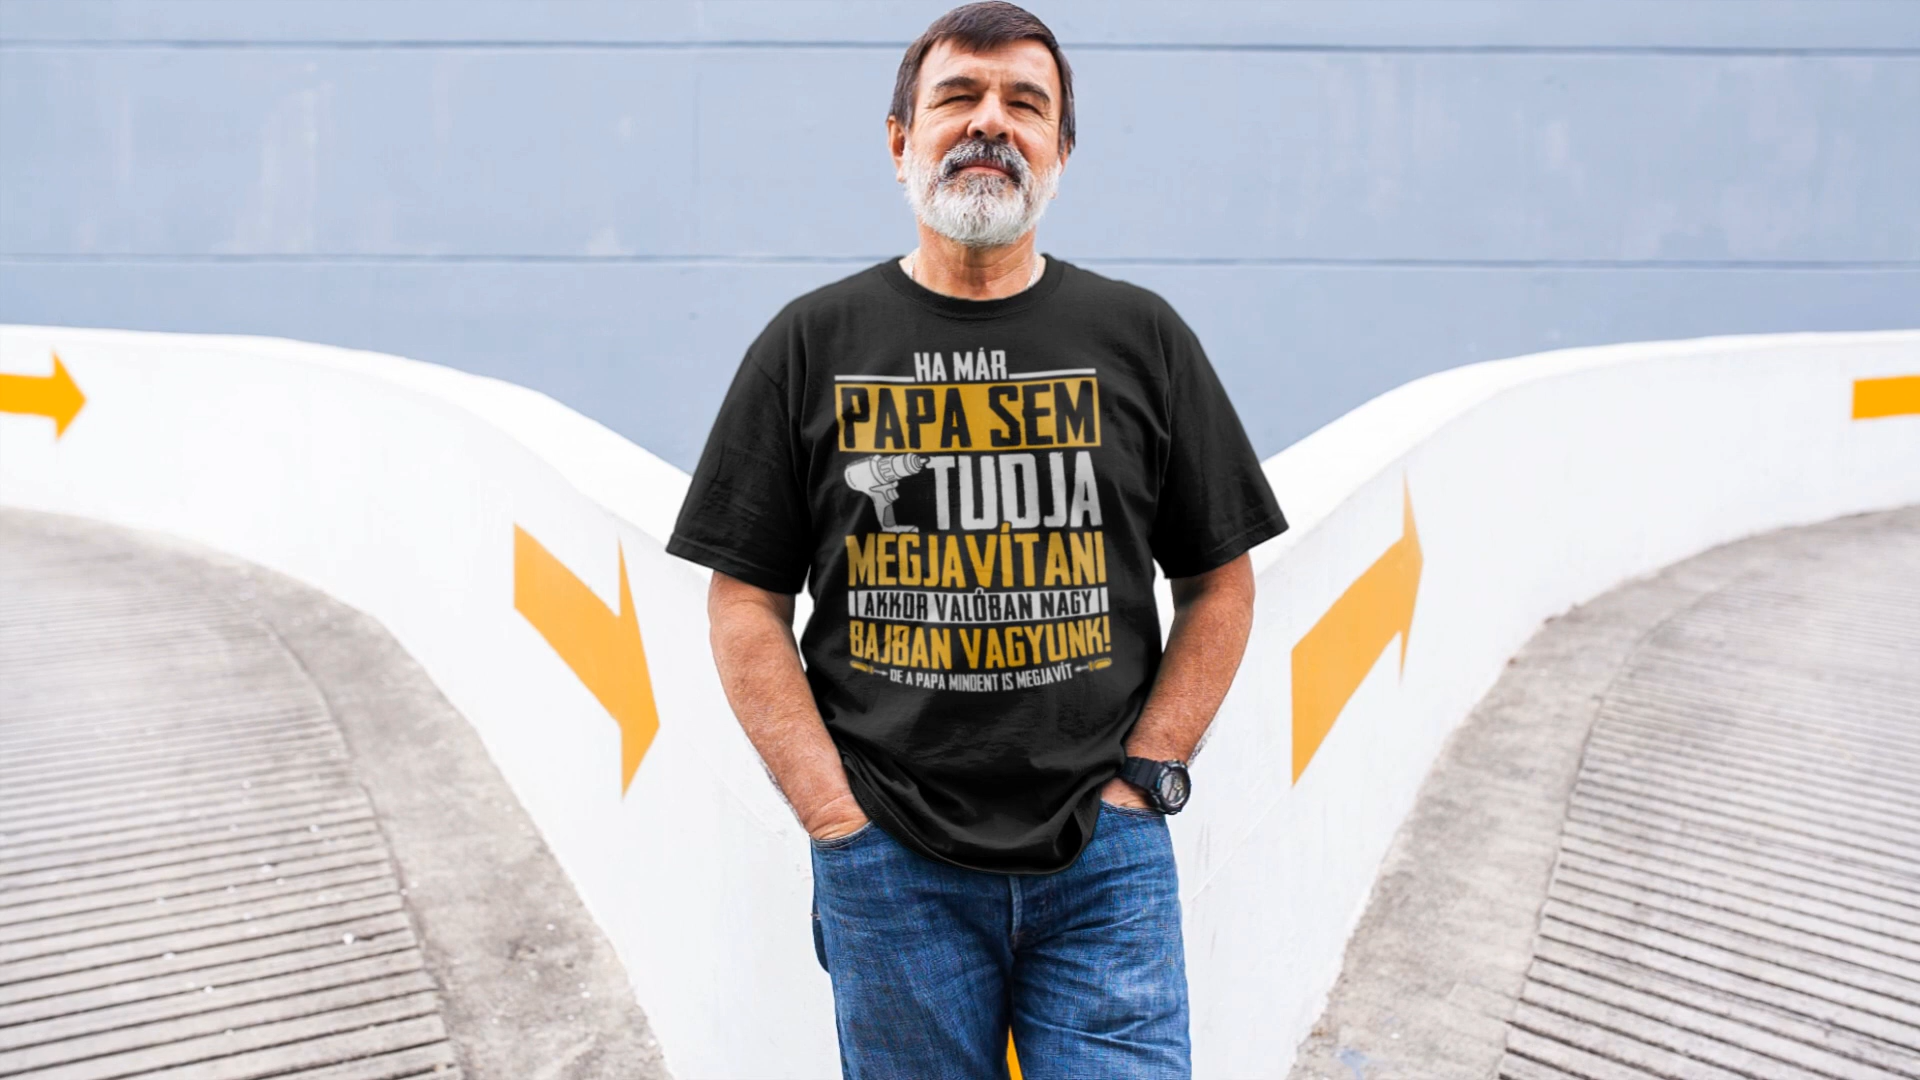 HA MÁR
PAPA SEM
TUDJA
MEGJAVÍTANI
AKKOR VALÓBAN NAGY
BAJBAN VAGYUNK!
DE A PAPA MINDENT IS MEGJAVÍT